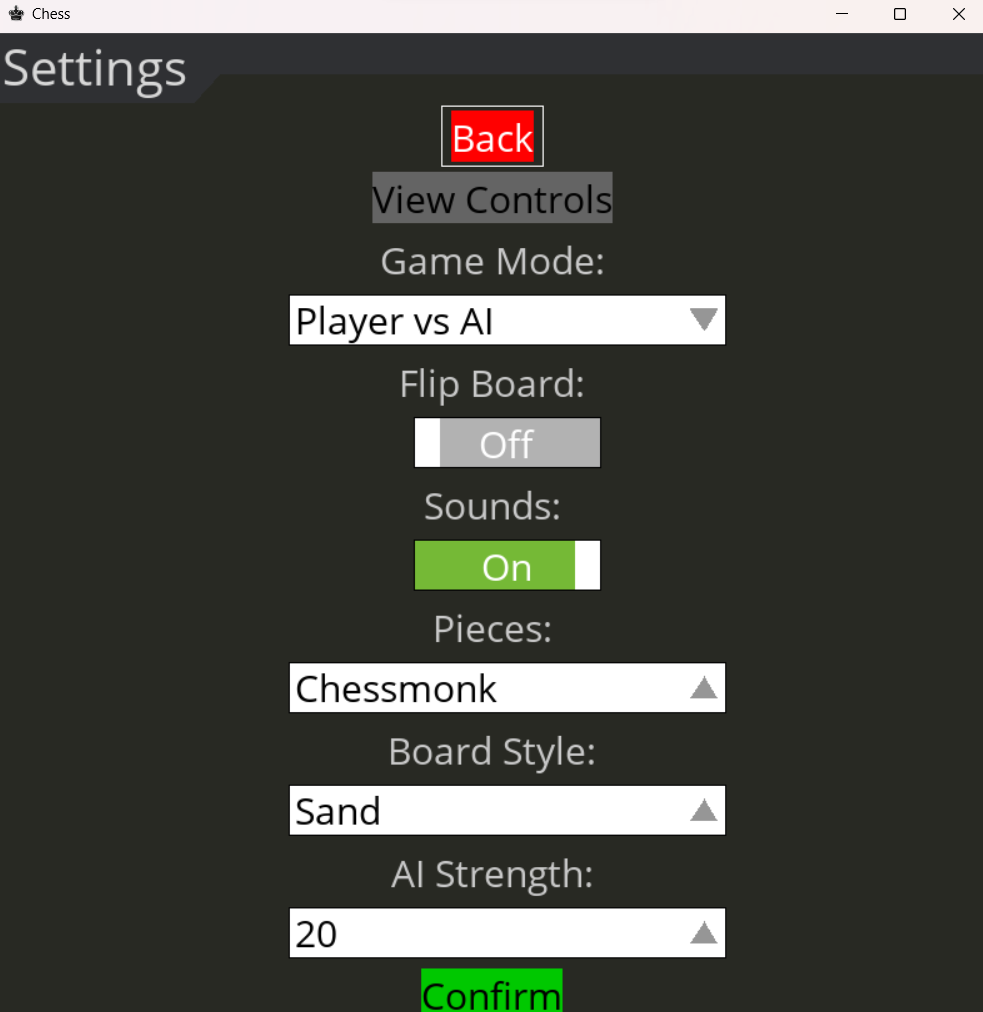 Chess
Settings
Back
View Controls
Game Mode:
Player vs AI
Flip Board:
Off
Sounds:
On
Pieces:
Chessmonk
Board Style:
Sand
AI Strength:
20
Confirm